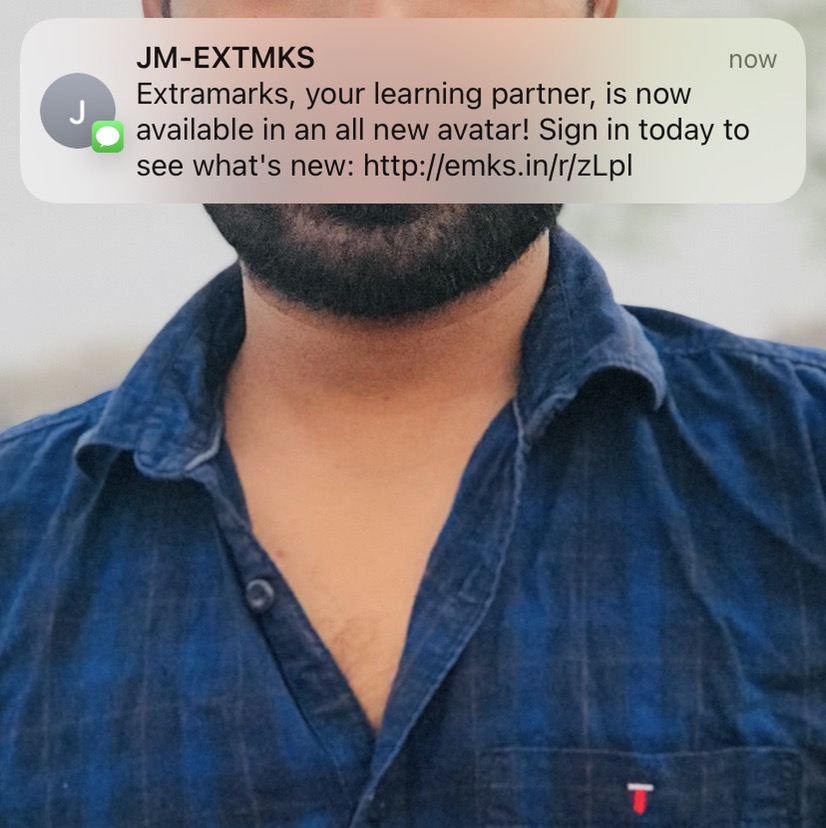 JM-EXTMKS
now
J
Extramarks, your learning partner, is now
available in an all new avatar! Sign in today to
see what's new: http://emks.in/r/zLpl